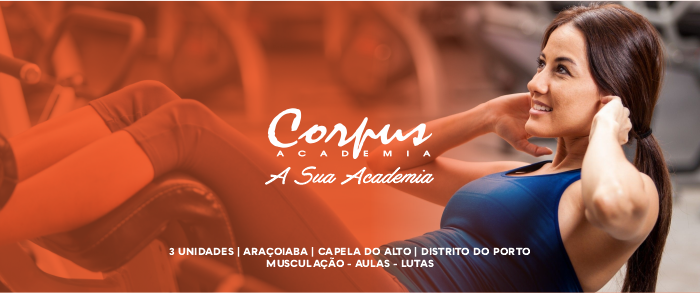 Corpus
ACADEMIA
A Sua Academia
3 UNIDADES | ARAÇOIABA | CAPELA DO ALTO | DISTRITO DO PORTO
MUSCULAÇÃO - AULAS - LUTAS